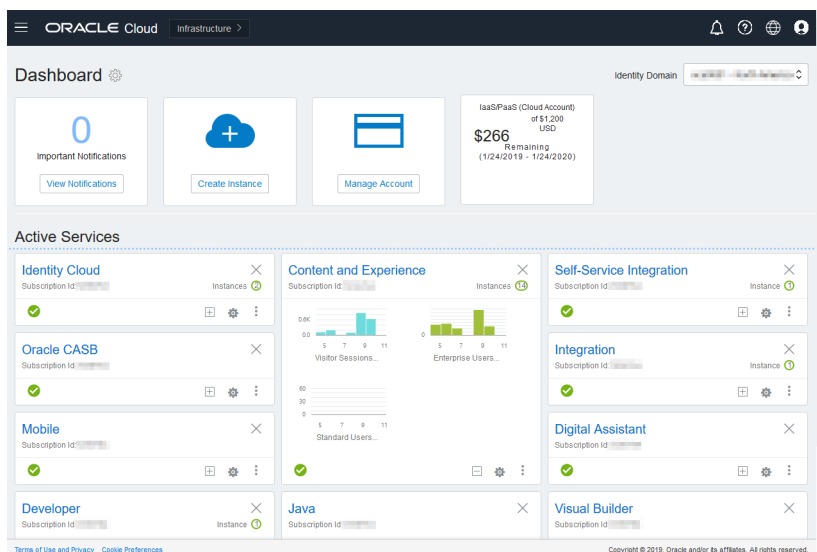 ORACLE Cloud Infrastructure >
Dashboard
Identity Domain
0
Important Notifications
View Notifications
Create Instance
Manage Account
IaaS/PaaS (Cloud Account)
$266 of $1,200 USD
Remaining
(1/24/2019 - 1/24/2020)
Active Services
Identity Cloud
Subscription Id:
Instances 2
Content and Experience
Subscription Id:
Instances 14
0.6K
0.0
5 7 9 11
Visitor Sessions...
0
5 7 9 11
Enterprise Users...
60
30
0
5 7 9 11
Standard Users...
Self-Service Integration
Subscription Id:
Instance 1
Oracle CASB
Subscription Id:
Integration
Subscription Id:
Instance 1
Mobile
Subscription Id:
Digital Assistant
Subscription Id:
Developer
Subscription Id:
Instance 1
Java
Subscription Id:
Visual Builder
Subscription Id:
Terms of Use and Privacy Cookie Preferences
Copyright © 2019, Oracle and/or its affiliates. All rights reserved.